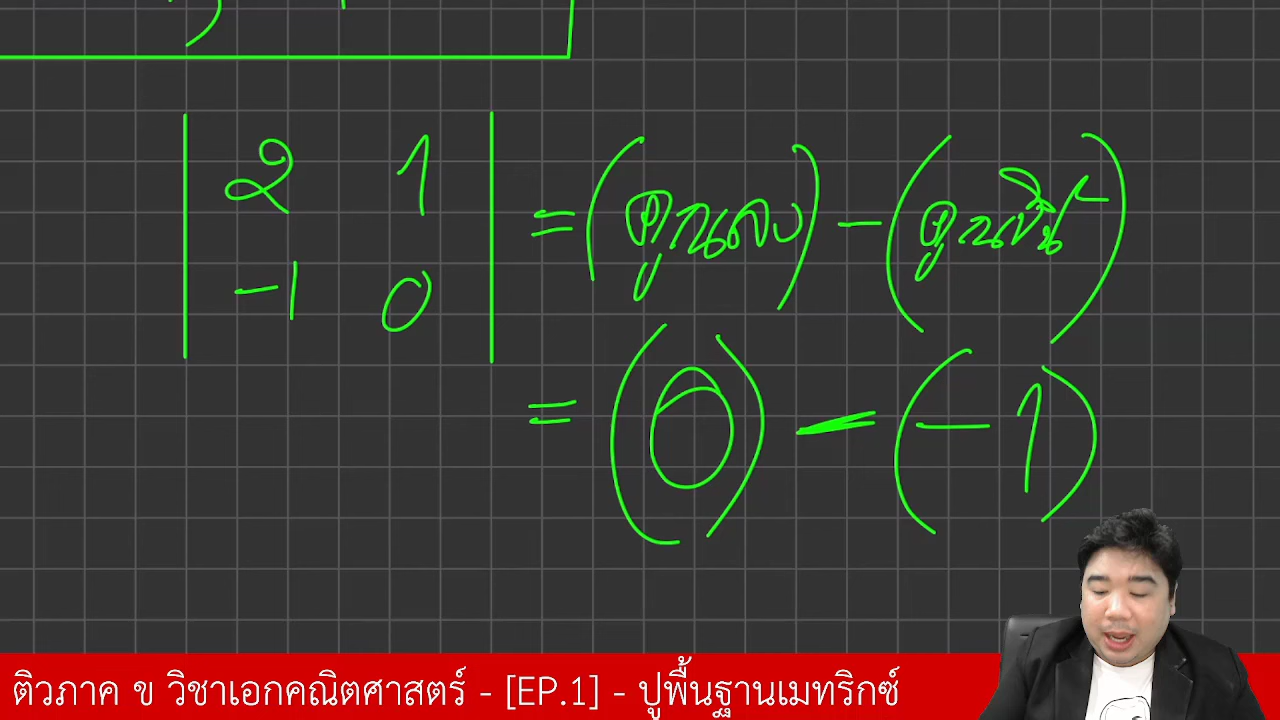 | 2 1 | = (คูณลง) - (คูณขึ้น)
| -1 0 |
= (0) - (-1)
ติวภาค ข วิชาเอกคณิตศาสตร์ - [EP.1] - ปูพื้นฐานเมทริกซ์